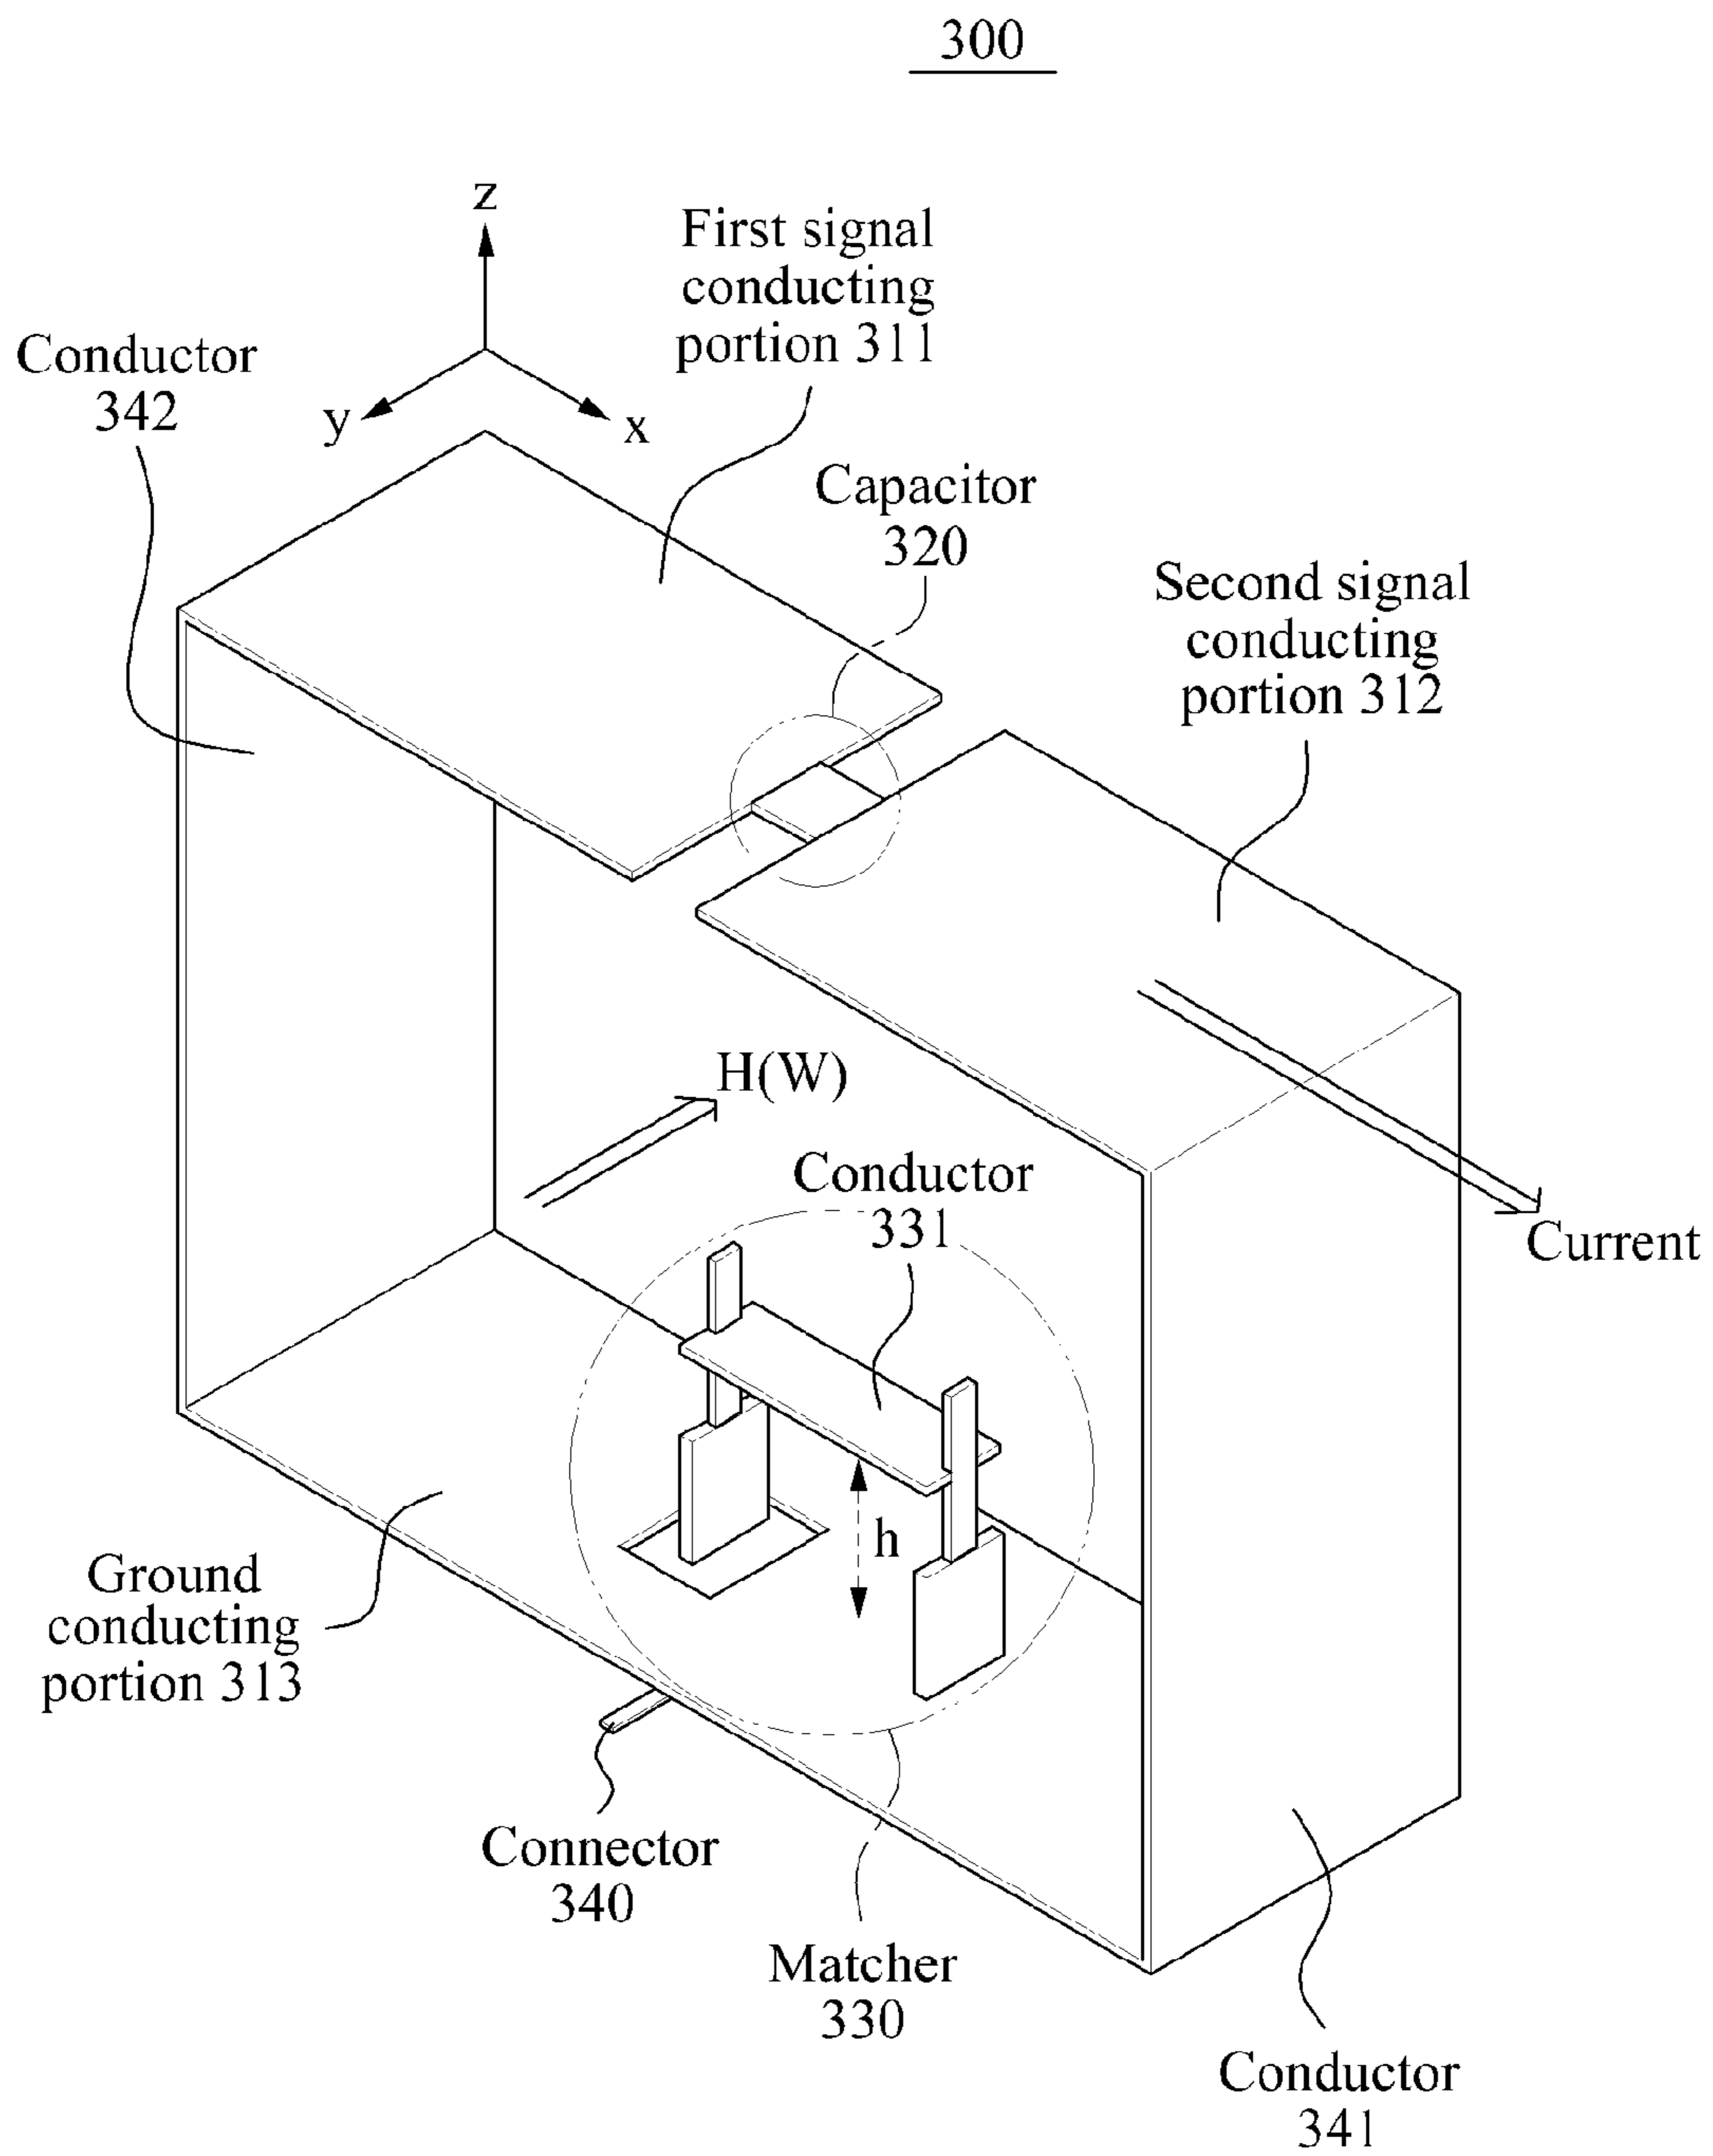 300
z
y
x
First signal
conducting
portion 311
Conductor
342
Capacitor
320
Second signal
conducting
portion 312
H(W)
Conductor
331
Current
h
Ground
conducting
portion 313
Connector
340
Matcher
330
Conductor
341